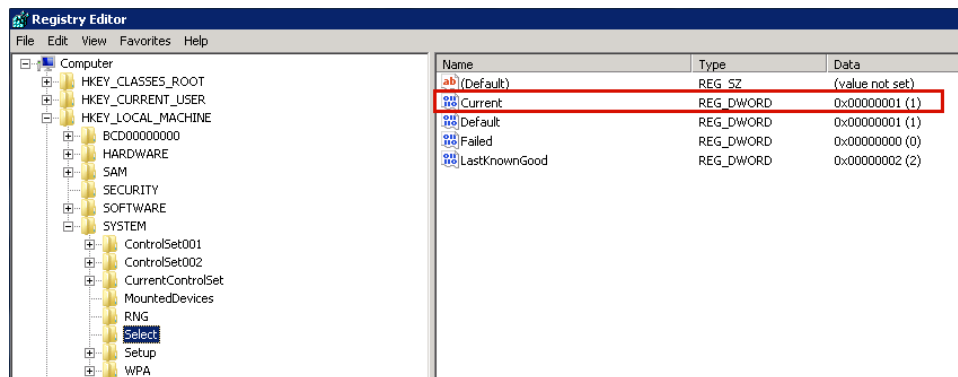 Registry Editor
File Edit View Favorites Help
Computer
HKEY_CLASSES_ROOT
HKEY_CURRENT_USER
HKEY_LOCAL_MACHINE
BCD00000000
HARDWARE
SAM
SECURITY
SOFTWARE
SYSTEM
ControlSet001
ControlSet002
CurrentControlSet
MountedDevices
RNG
Select
Setup
WPA
Name Type Data
(Default) REG_SZ (value not set)
Current REG_DWORD 0x00000001 (1)
Default REG_DWORD 0x00000001 (1)
Failed REG_DWORD 0x00000000 (0)
LastKnownGood REG_DWORD 0x00000002 (2)